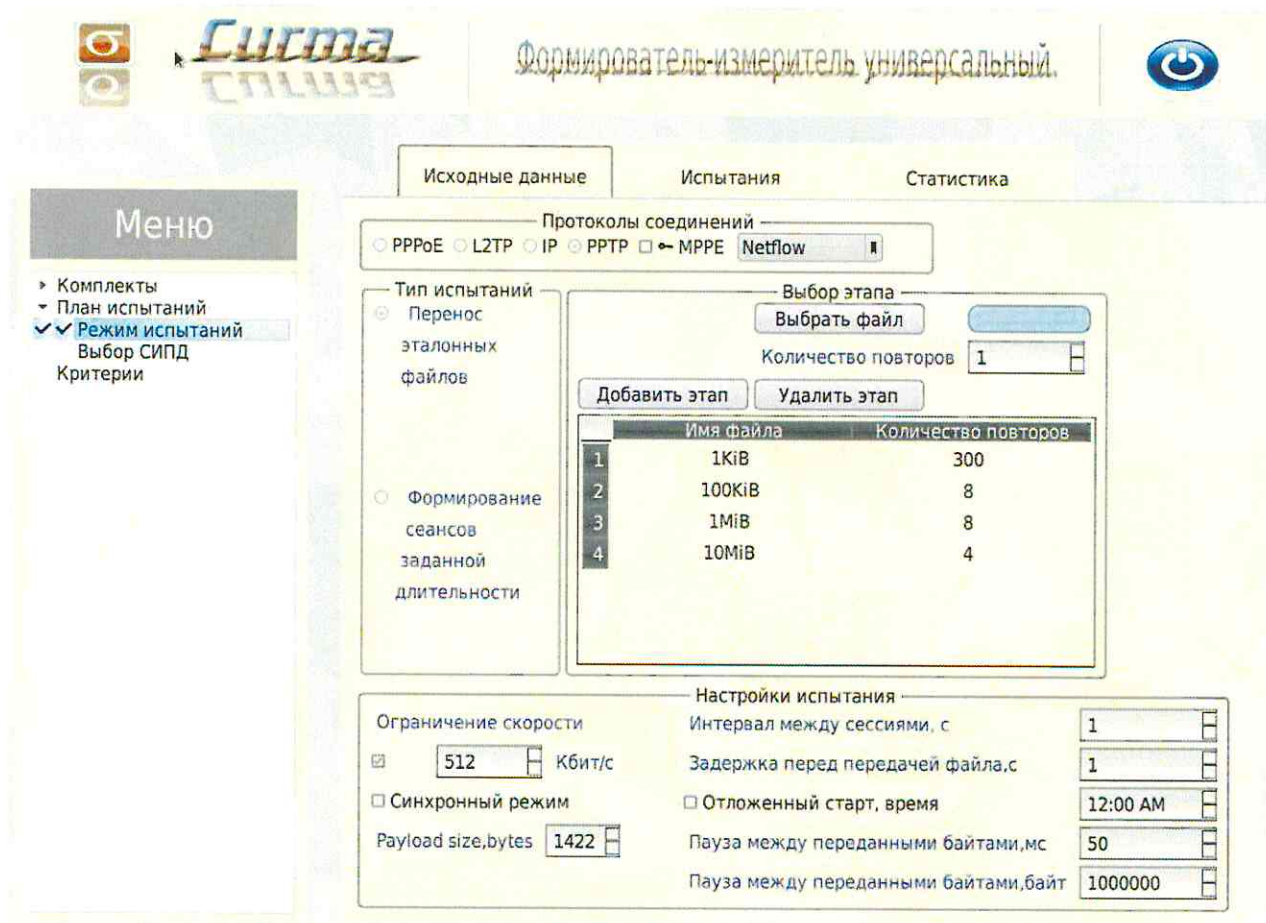 σ
Сигма
Формирователь-измеритель универсальный.
Исходные данные
Испытания
Статистика
Меню
Комплекты
План испытаний
Режим испытаний
Выбор СИПД
Критерии
Протоколы соединений
PPPoE L2TP IP PPTP MPPE Netflow
Тип испытаний
Перенос
эталонных
файлов
Формирование
сеансов
заданной
длительности
Выбор этапа
Выбрать файл
Количество повторов 1
Добавить этап Удалить этап
Имя файла Количество повторов
1 1KiB 300
2 100KiB 8
3 1MiB 8
4 10MiB 4
Настройки испытания
Ограничение скорости
512 Кбит/с
Синхронный режим
Payload size,bytes 1422
Интервал между сессиями, с 1
Задержка перед передачей файла,с 1
Отложенный старт, время 12:00 AM
Пауза между переданными байтами,мс 50
Пауза между переданными байтами,байт 1000000